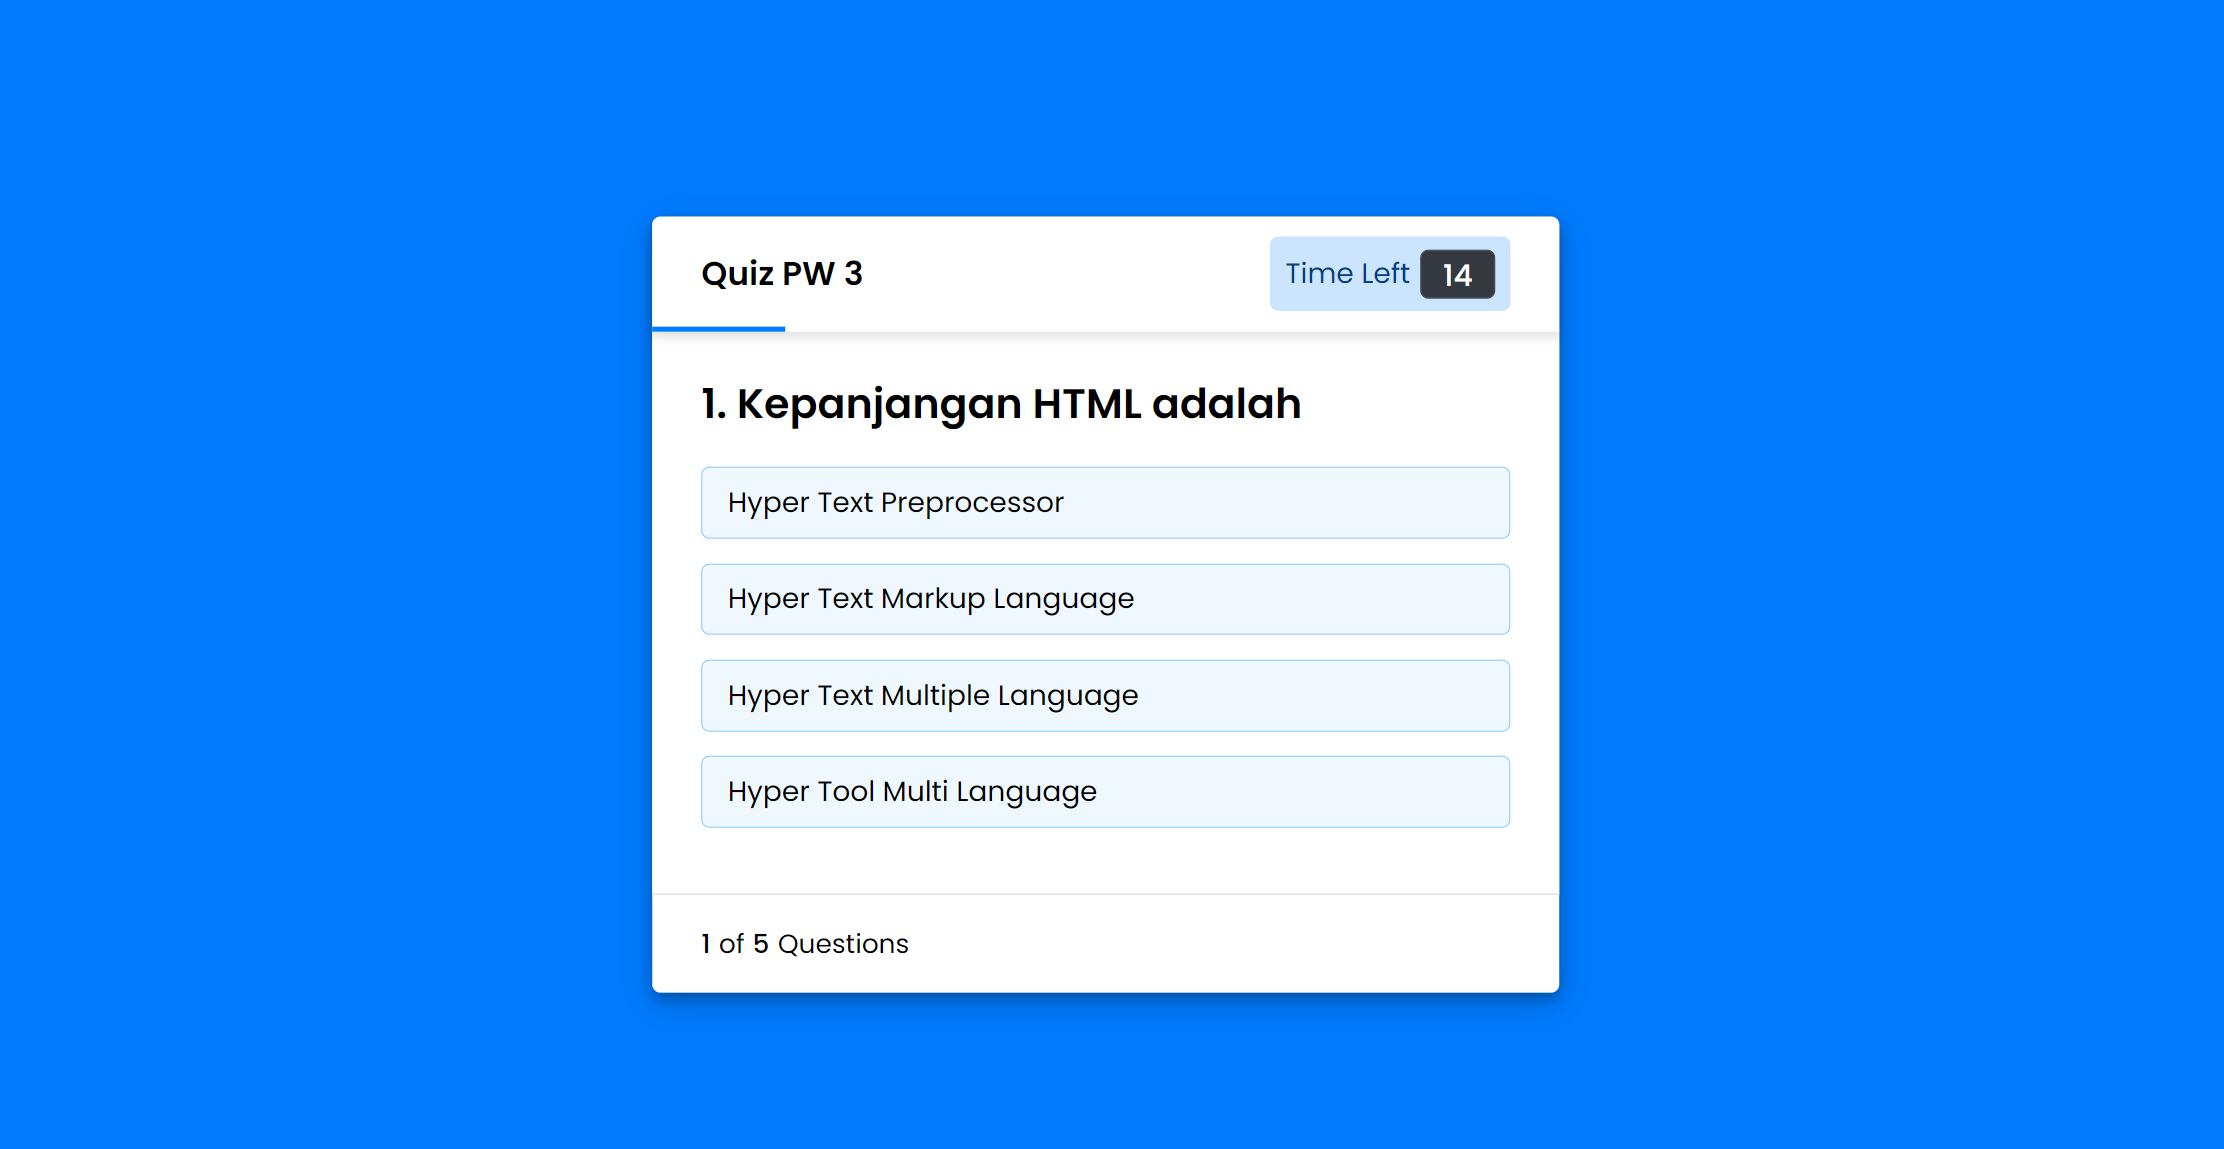 Quiz PW 3
Time Left 14
1. Kepanjangan HTML adalah
Hyper Text Preprocessor
Hyper Text Markup Language
Hyper Text Multiple Language
Hyper Tool Multi Language
1 of 5 Questions